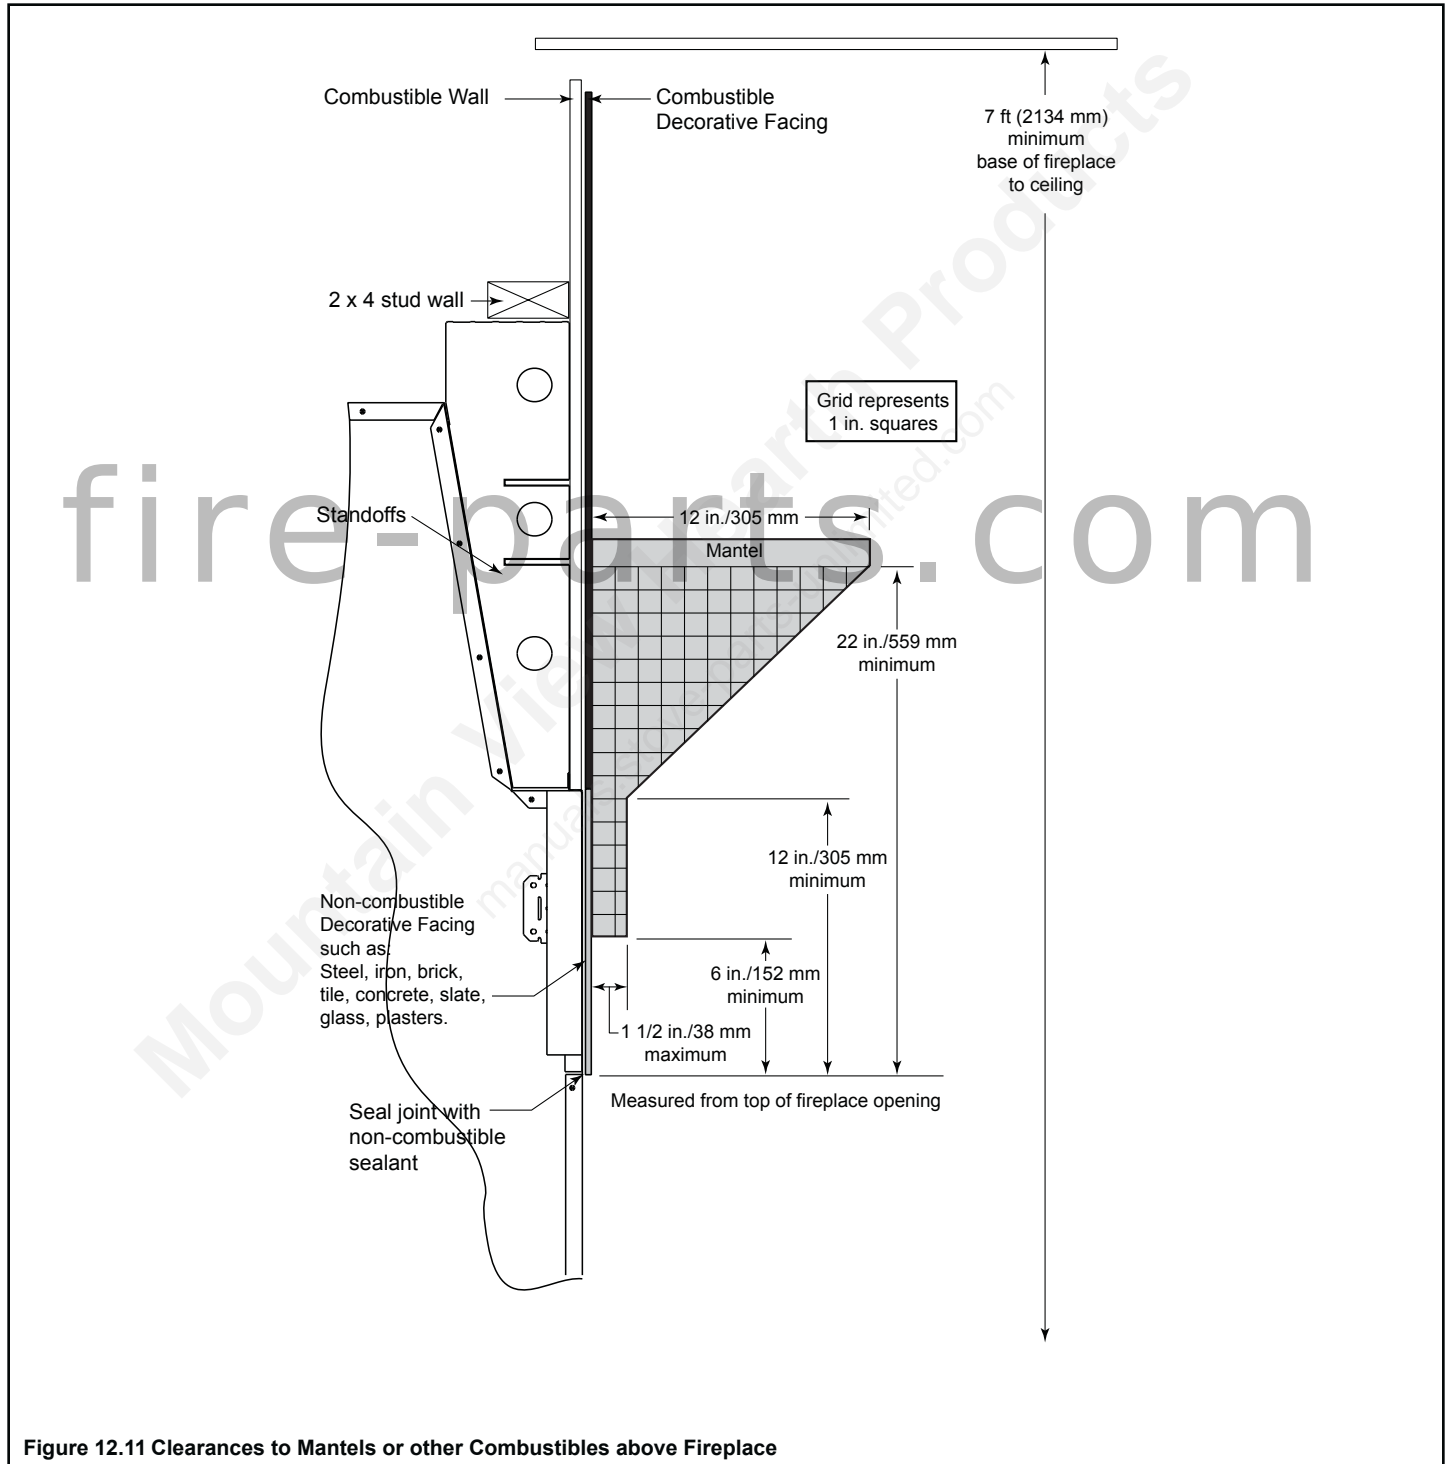 Combustible Wall
Combustible
Decorative Facing
7 ft (2134 mm)
minimum
base of fireplace
to ceiling
2 x 4 stud wall
Grid represents
1 in. squares
fire-parts.com
Standoffs
12 in./305 mm
Mantel
22 in./559 mm
minimum
12 in./305 mm
minimum
Non-combustible
Decorative Facing
such as:
Steel, iron, brick,
tile, concrete, slate,
glass, plasters.
6 in./152 mm
minimum
1 1/2 in./38 mm
maximum
Measured from top of fireplace opening
Seal joint with
non-combustible
sealant
Mountain View Hearth Products
manuals.stove-parts-unlimited.com
Figure 12.11 Clearances to Mantels or other Combustibles above Fireplace